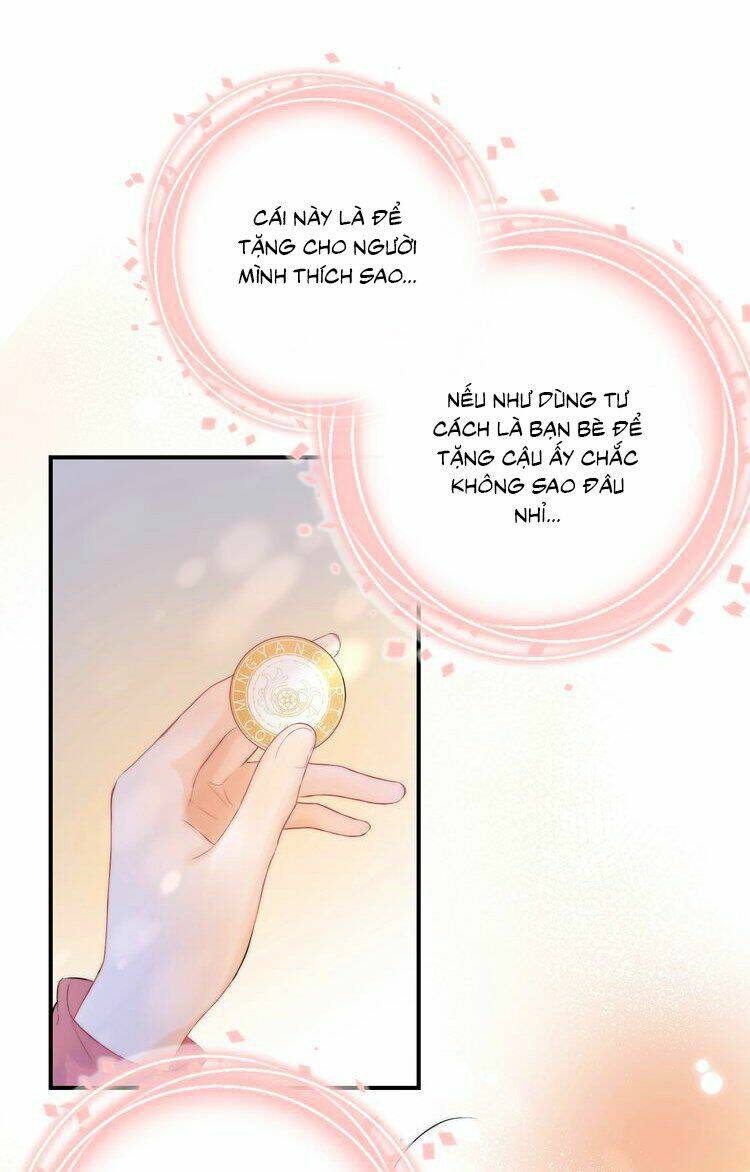 CÁI NÀY LÀ ĐỂ
TẶNG CHO NGƯỜI
MÌNH THÍCH SAO...
NẾU NHƯ DÙNG TƯ
CÁCH LÀ BẠN BÈ ĐỂ
TẶNG CẬU ẤY CHẮC
KHÔNG SAO ĐÂU
NHỈ...
MINGYANGART